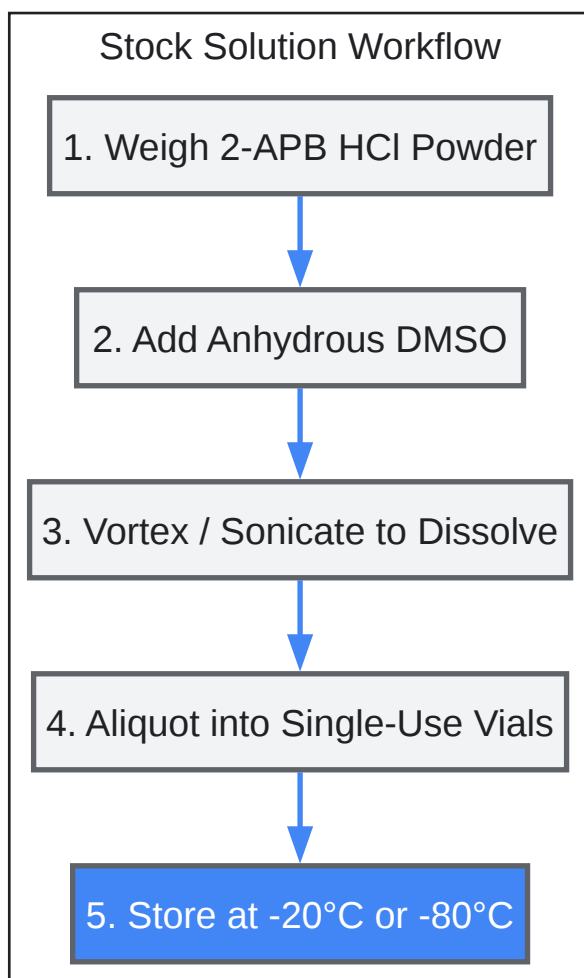 Stock Solution Workflow
1. Weigh 2-APB HCl Powder
2. Add Anhydrous DMSO
3. Vortex / Sonicate to Dissolve
4. Aliquot into Single-Use Vials
5. Store at -20°C or -80°C